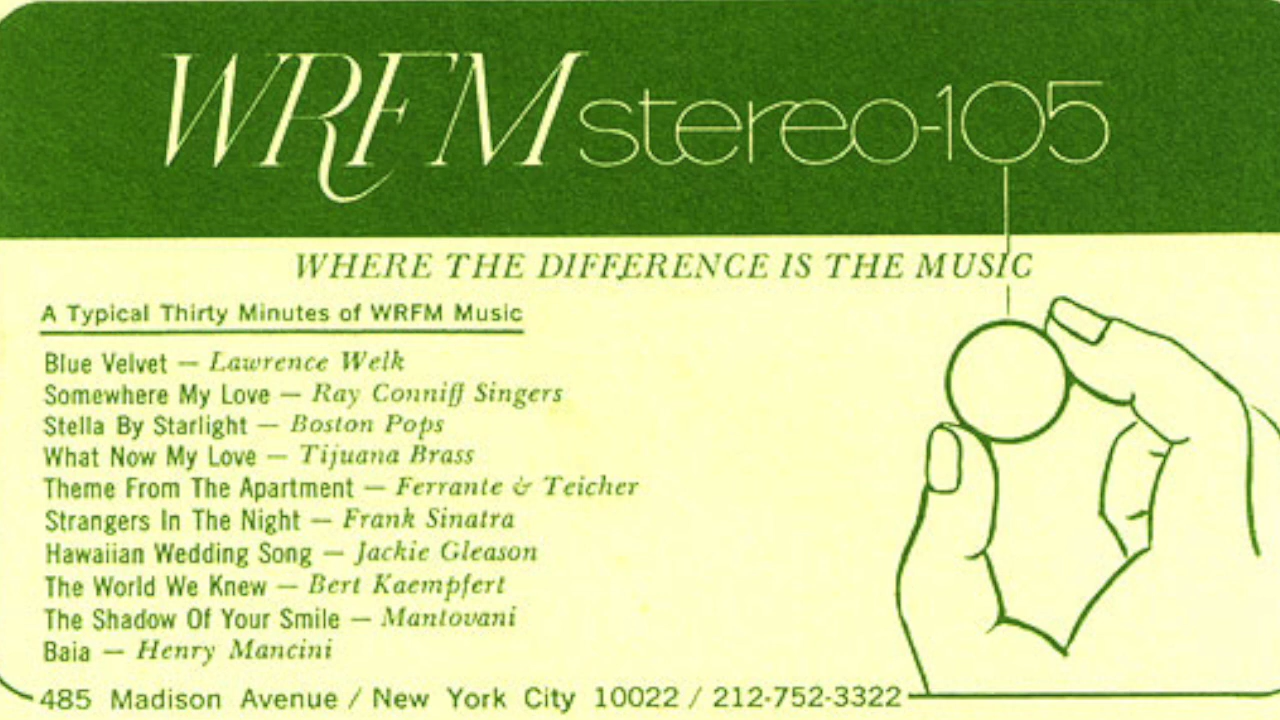 WRFM stereo-105
WHERE THE DIFFERENCE IS THE MUSIC
A Typical Thirty Minutes of WRFM Music
Blue Velvet — Lawrence Welk
Somewhere My Love — Ray Conniff Singers
Stella By Starlight — Boston Pops
What Now My Love — Tijuana Brass
Theme From The Apartment — Ferrante & Teicher
Strangers In The Night — Frank Sinatra
Hawaiian Wedding Song — Jackie Gleason
The World We Knew — Bert Kaempfert
The Shadow Of Your Smile — Mantovani
Baia — Henry Mancini
485 Madison Avenue / New York City 10022 / 212-752-3322